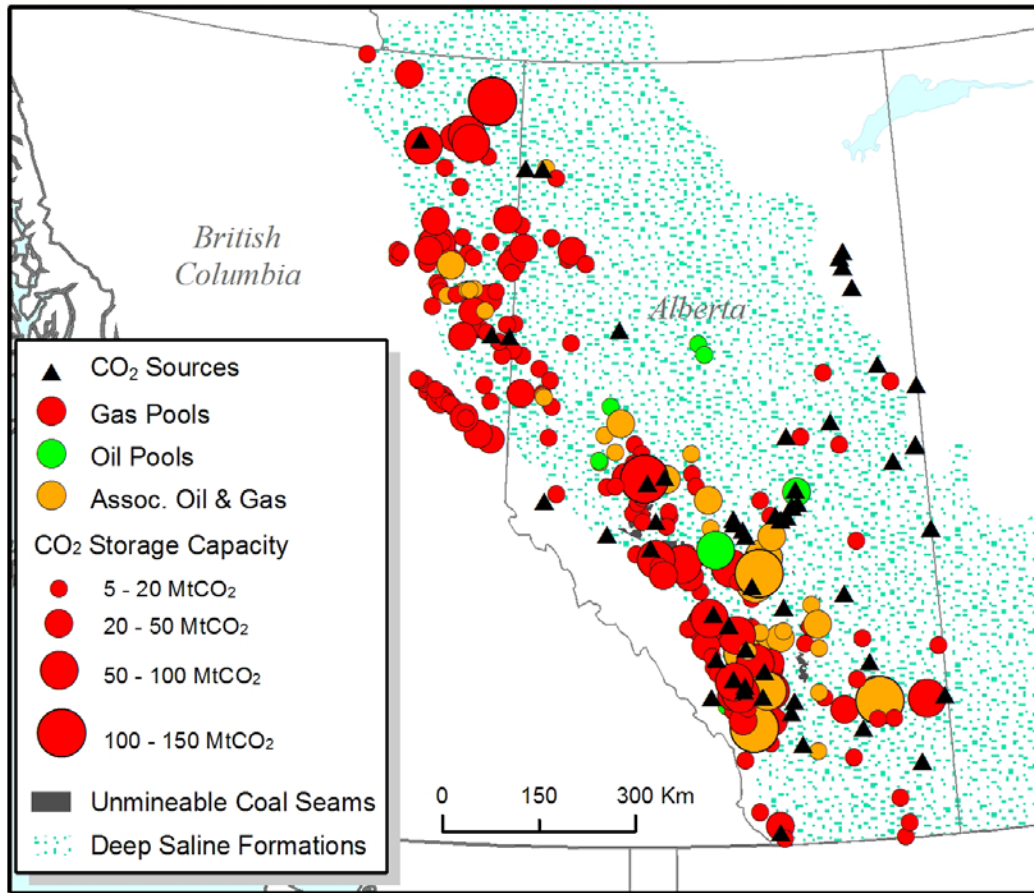 British
Columbia
Alberta
CO₂ Sources
Gas Pools
Oil Pools
Assoc. Oil & Gas
CO₂ Storage Capacity
5 - 20 MtCO₂
20 - 50 MtCO₂
50 - 100 MtCO₂
100 - 150 MtCO₂
Unmineable Coal Seams
Deep Saline Formations
0 150 300 Km